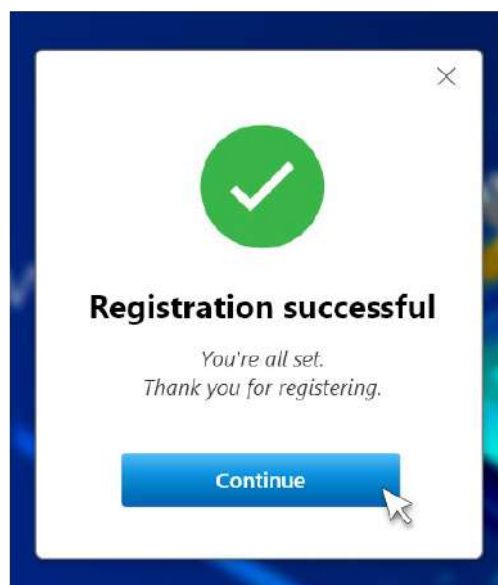 Registration successful
You're all set.
Thank you for registering.
Continue